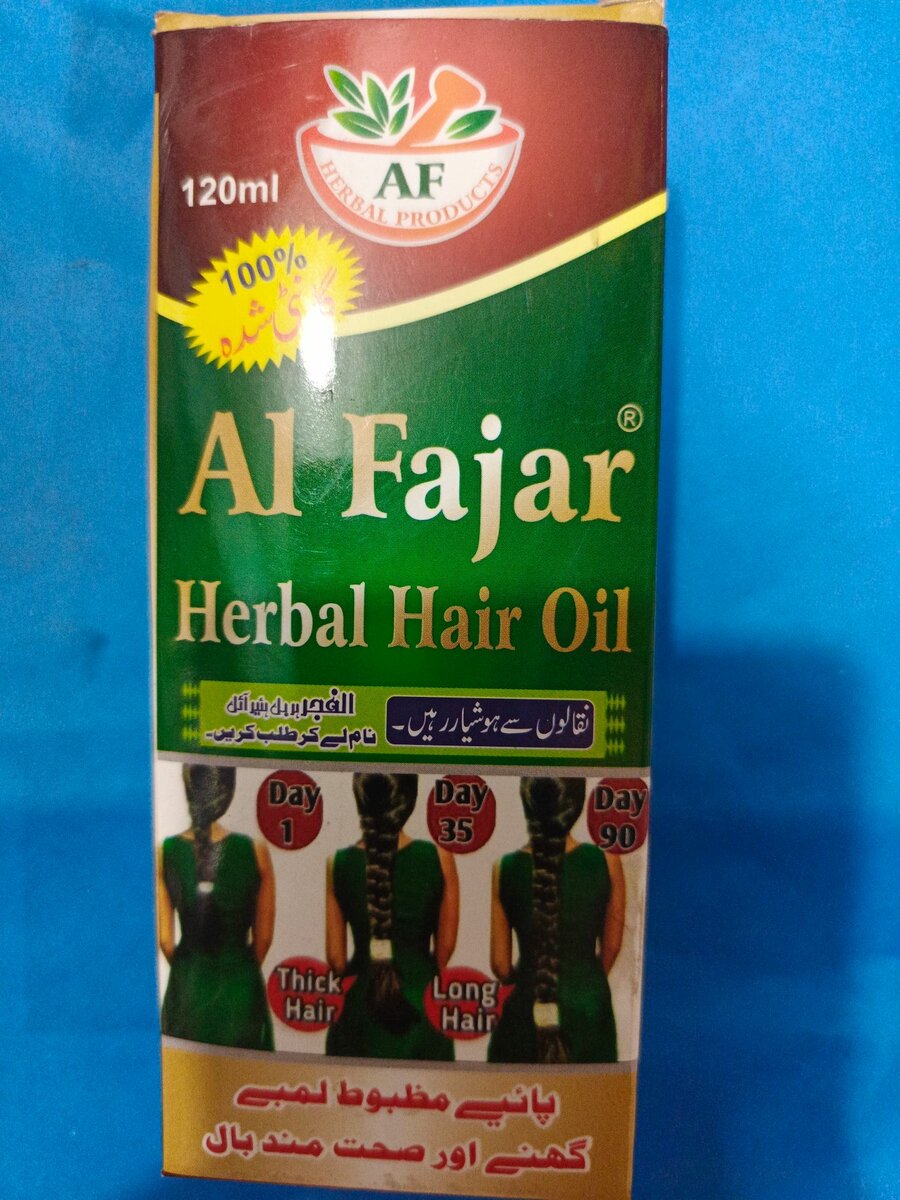 AF
HERBAL PRODUCTS
120ml
100%
گارنٹی شدہ
Al Fajar®
Herbal Hair Oil
الفجر ہربل ہئیر آئل
نام لے کر طلب کریں۔
نقالوں سے ہوشیار رہیں۔
Day
1
Day
35
Day
90
Thick
Hair
Long
Hair
پائیے مظبوط لمبے
گھنے اور صحت مند بال